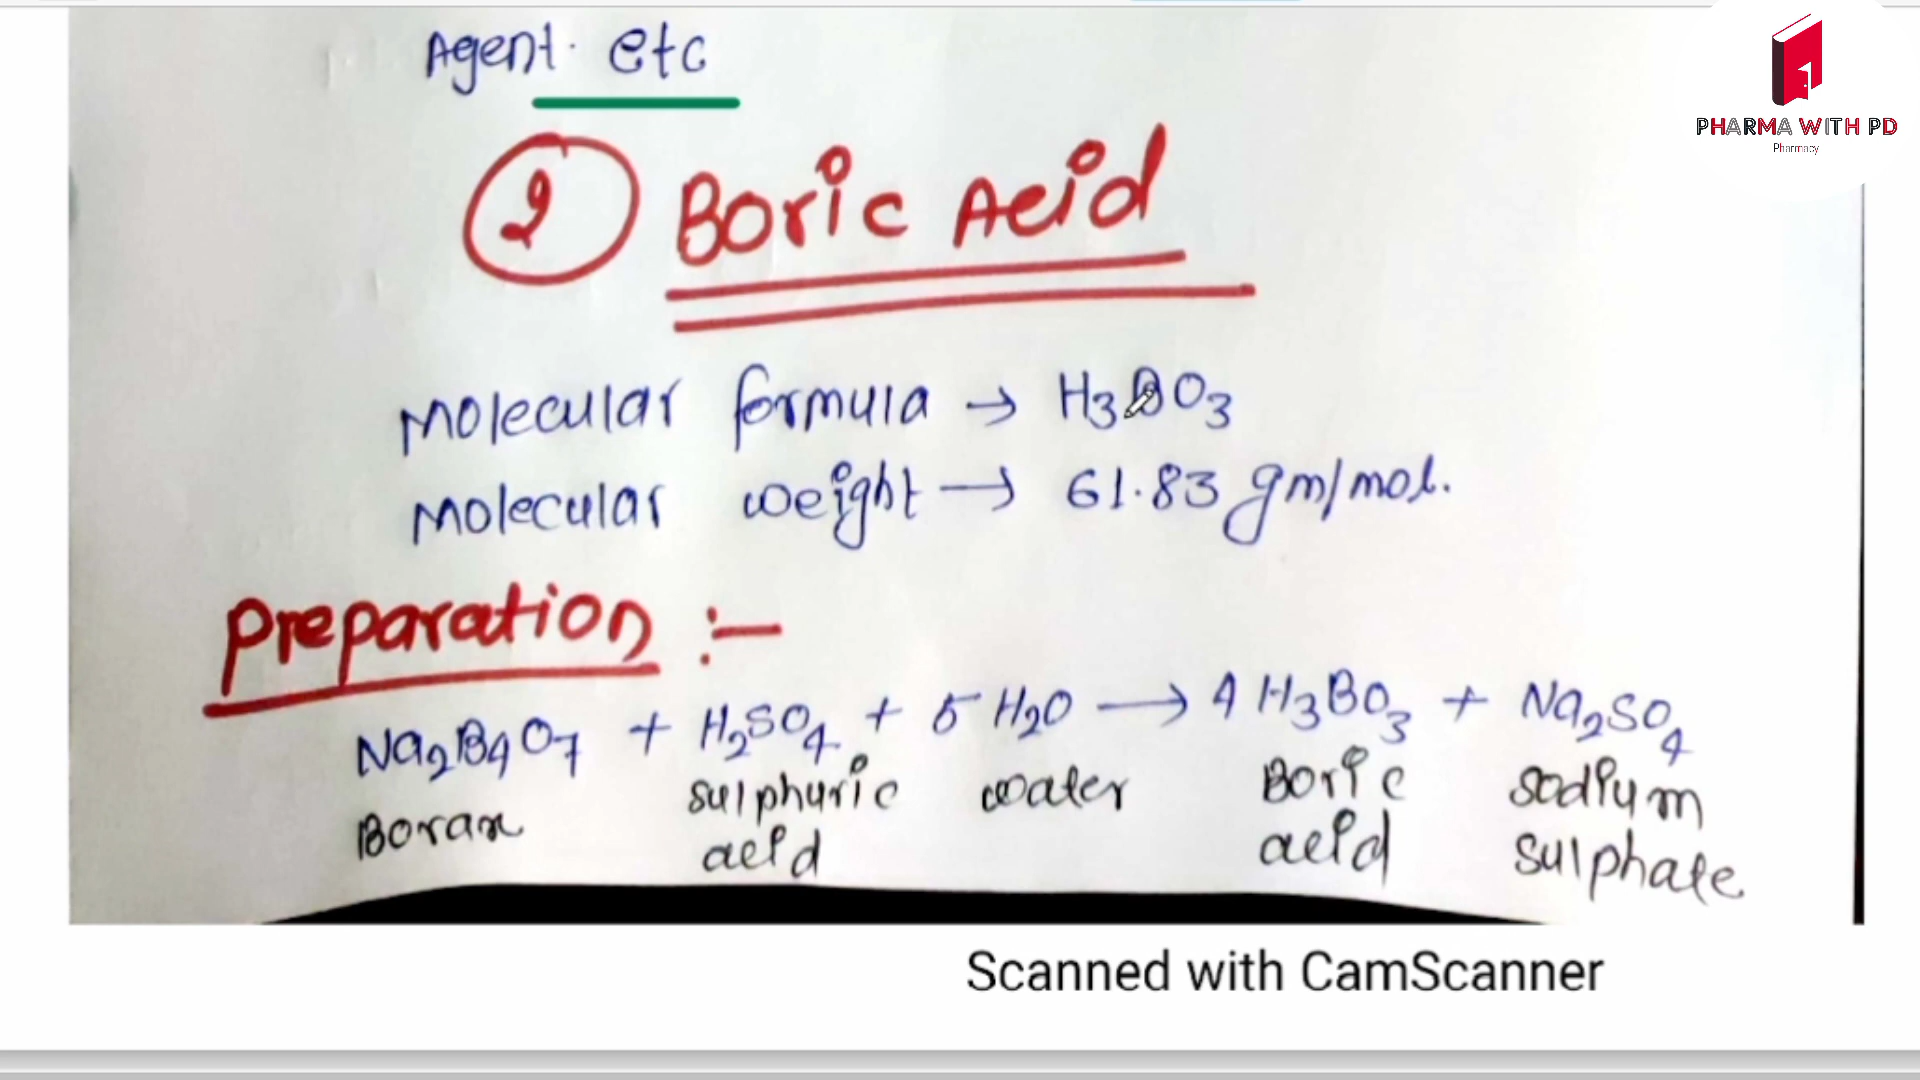 Agent. etc
PHARMA WITH PD
Pharmacy
2 Boric Acid
Molecular formula → H3BO3
Molecular weight → 61.83 gm/mol.
Preparation :-
Na2B4O7 + H2SO4 + 5 H2O → 4 H3BO3 + Na2SO4
Borax sulphuric acid water Boric acid sodium sulphate
Scanned with CamScanner